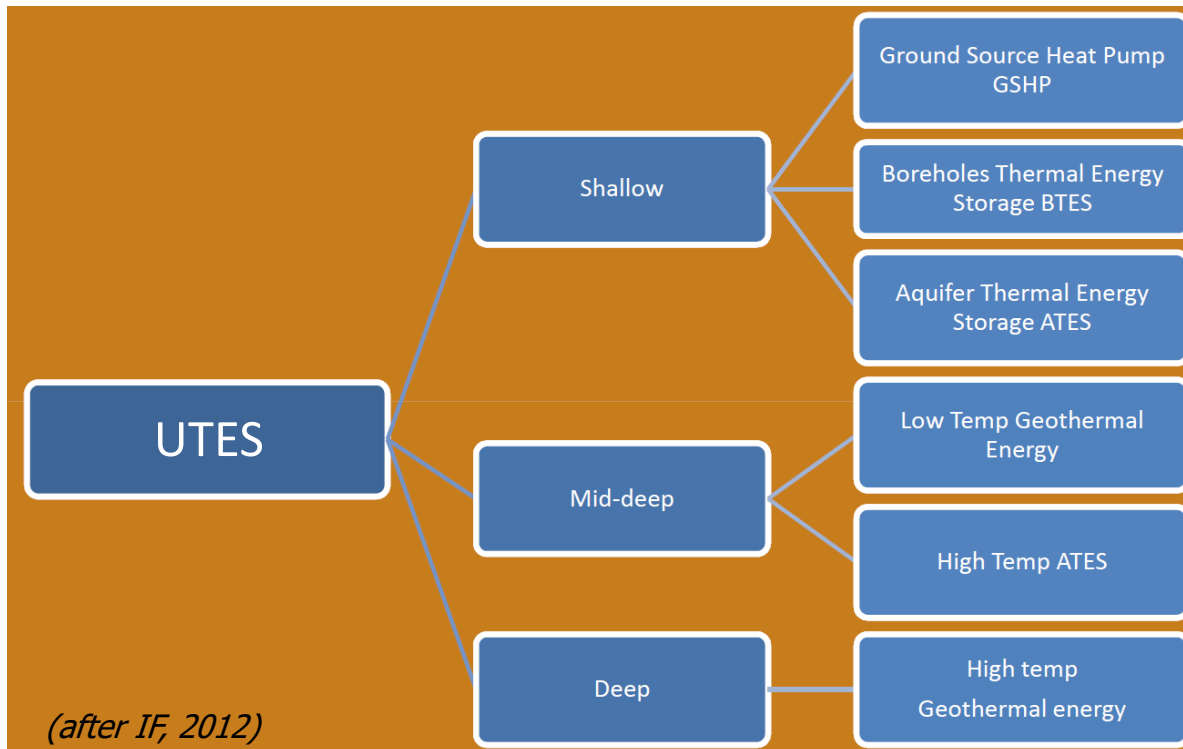 Ground Source Heat Pump
GSHP
Shallow
Boreholes Thermal Energy
Storage BTES
Aquifer Thermal Energy
Storage ATES
UTES
Low Temp Geothermal
Energy
Mid-deep
High Temp ATES
Deep
High temp
Geothermal energy
(after IF, 2012)